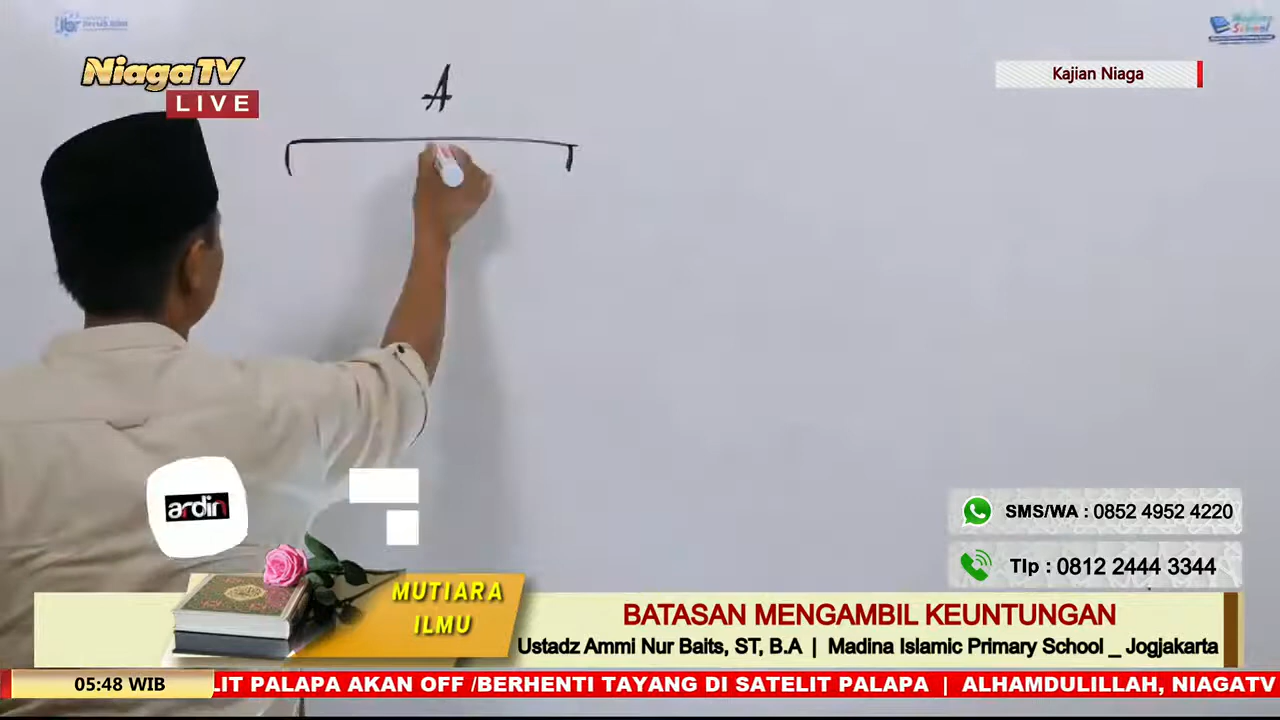 NiagaTV
LIVE
Kajian Niaga
A
ardin
SMS/WA : 0852 4952 4220
Tlp : 0812 2444 3344
MUTIARA
ILMU
BATASAN MENGAMBIL KEUNTUNGAN
Ustadz Ammi Nur Baits, ST, B.A | Madina Islamic Primary School _ Jogjakarta
05:48 WIB
LIT PALAPA AKAN OFF /BERHENTI TAYANG DI SATELIT PALAPA | ALHAMDULILLAH, NIAGATV